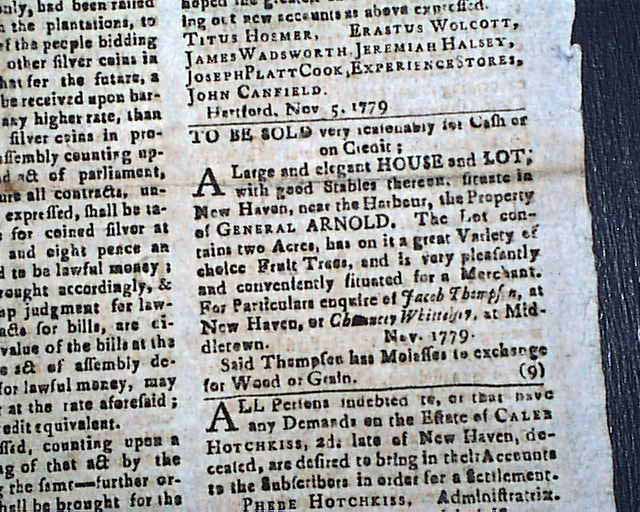 only, had been railed
n the plantations, to
f the people bidding
other silver coins in
that for the future, a
be received upon bar-
any higher rate, than
silver coins in pro-
assembly counting up-
d act of parliament,
ure all contracts, un-
expressed, shall be ta-
s for coined silver at
and eight pence an
d to be lawful money;
rought accordingly, &
up judgment for law-
acts for bills, are ei-
value of the bills at the
e act of assembly de-
for lawful money, may
at the rate aforesaid;
redit equivalent.
ssed, counting upon a
ng of that act by the
g the same—further or-
shall be brought for the
ing out new accounts as above expressed.
TITUS HOSMER, ERASTUS WOLCOTT,
JAMES WADSWORTH, JEREMIAH HALSEY,
JOSEPH PLATT COOK, EXPERIENCE STORRS,
JOHN CANFIELD.
Hartford, Nov. 5. 1779
TO BE SOLD very reasonably for Cash or
on Credit;
A Large and elegant HOUSE and LOT;
with good Stables thereon, situate in
New Haven, near the Harbour, the Property
of GENERAL ARNOLD. The Lot con-
tains two Acres, has on it a great Variety of
choice Fruit Trees, and is very pleasantly
and conveniently situated for a Merchant.
For Particulars enquire of Jacob Thompson, at
New Haven, or Chauncey Whittelsey, at Mid-
dletown. Nov. 1779.
Said Thompson has Molasses to exchange
for Wood or Grain. (9)
ALL Persons indebted to, or that have
any Demands on the Estate of CALEB
HOTCHKISS, 2d. late of New Haven, de-
ceased, are desired to bring in their Accounts
to the Subscribers in order for a Settlement.
PHEBE HOTCHKISS, Administratrix.